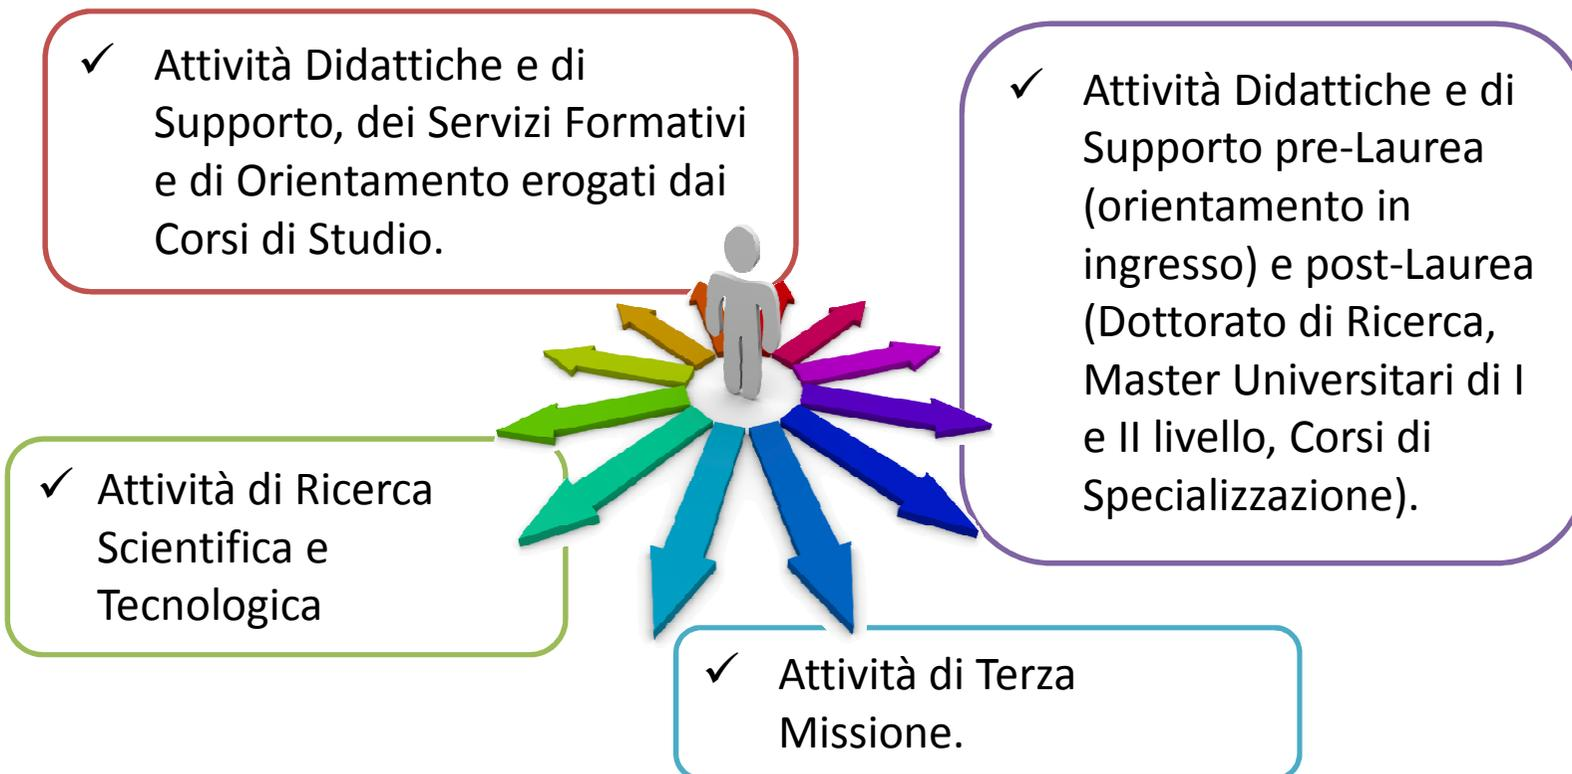 ✓ Attività Didattiche e di
Supporto, dei Servizi Formativi
e di Orientamento erogati dai
Corsi di Studio.
✓ Attività Didattiche e di
Supporto pre-Laurea
(orientamento in
ingresso) e post-Laurea
(Dottorato di Ricerca,
Master Universitari di I
e II livello, Corsi di
Specializzazione).
✓ Attività di Ricerca
Scientifica e
Tecnologica
✓ Attività di Terza
Missione.